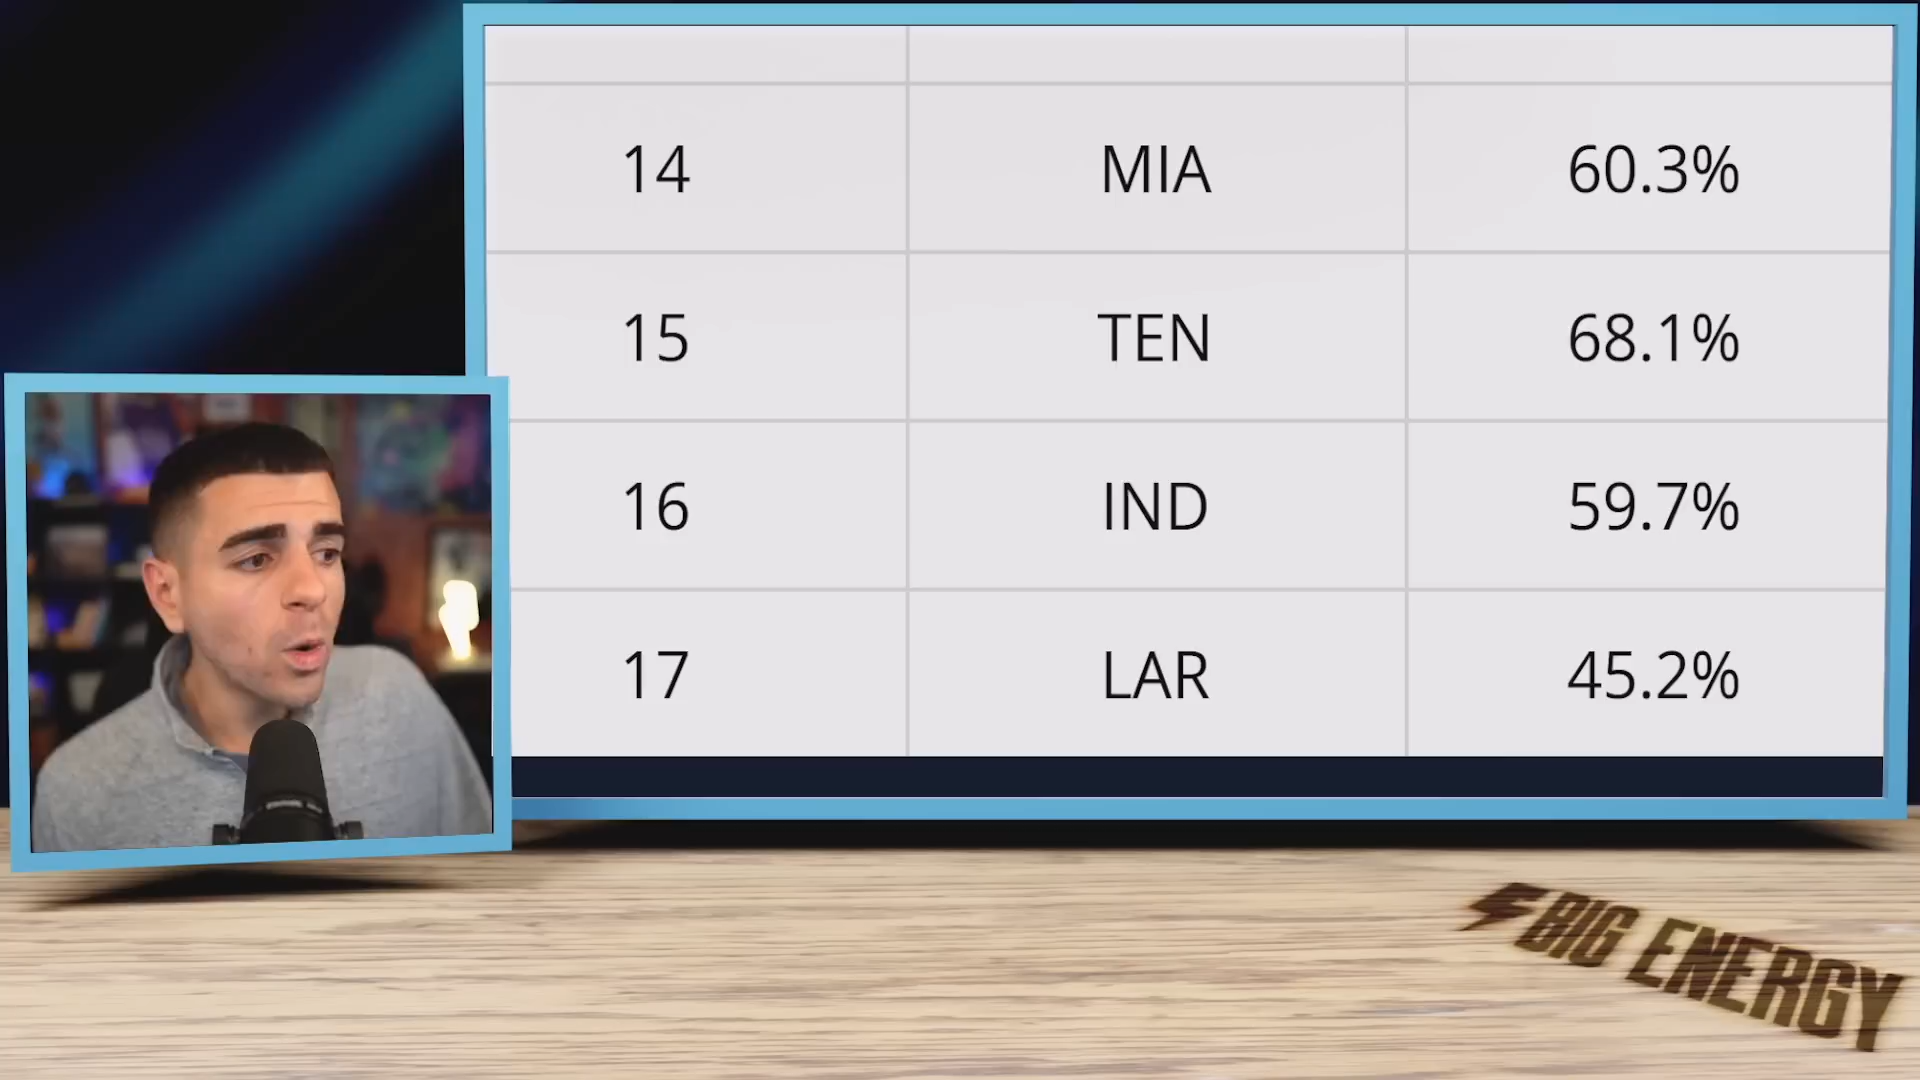 14 MIA 60.3%
15 TEN 68.1%
16 IND 59.7%
17 LAR 45.2%
BIG ENERGY